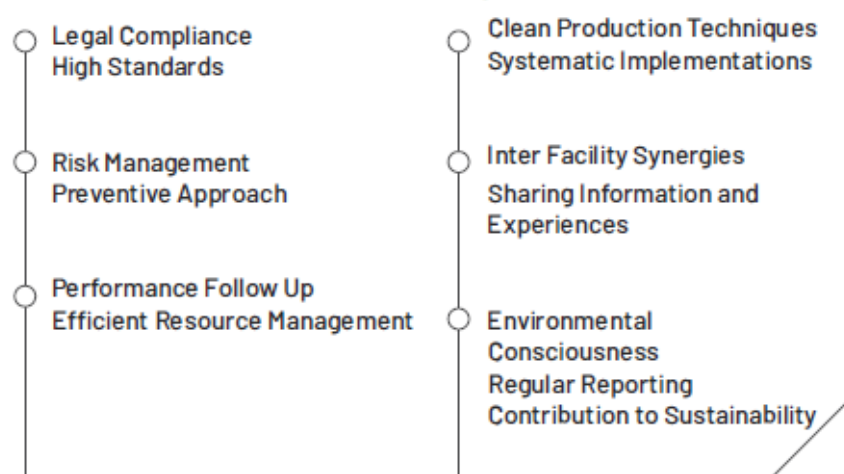 Legal Compliance
High Standards
Risk Management
Preventive Approach
Performance Follow Up
Efficient Resource Management
Clean Production Techniques
Systematic Implementations
Inter Facility Synergies
Sharing Information and
Experiences
Environmental
Consciousness
Regular Reporting
Contribution to Sustainability